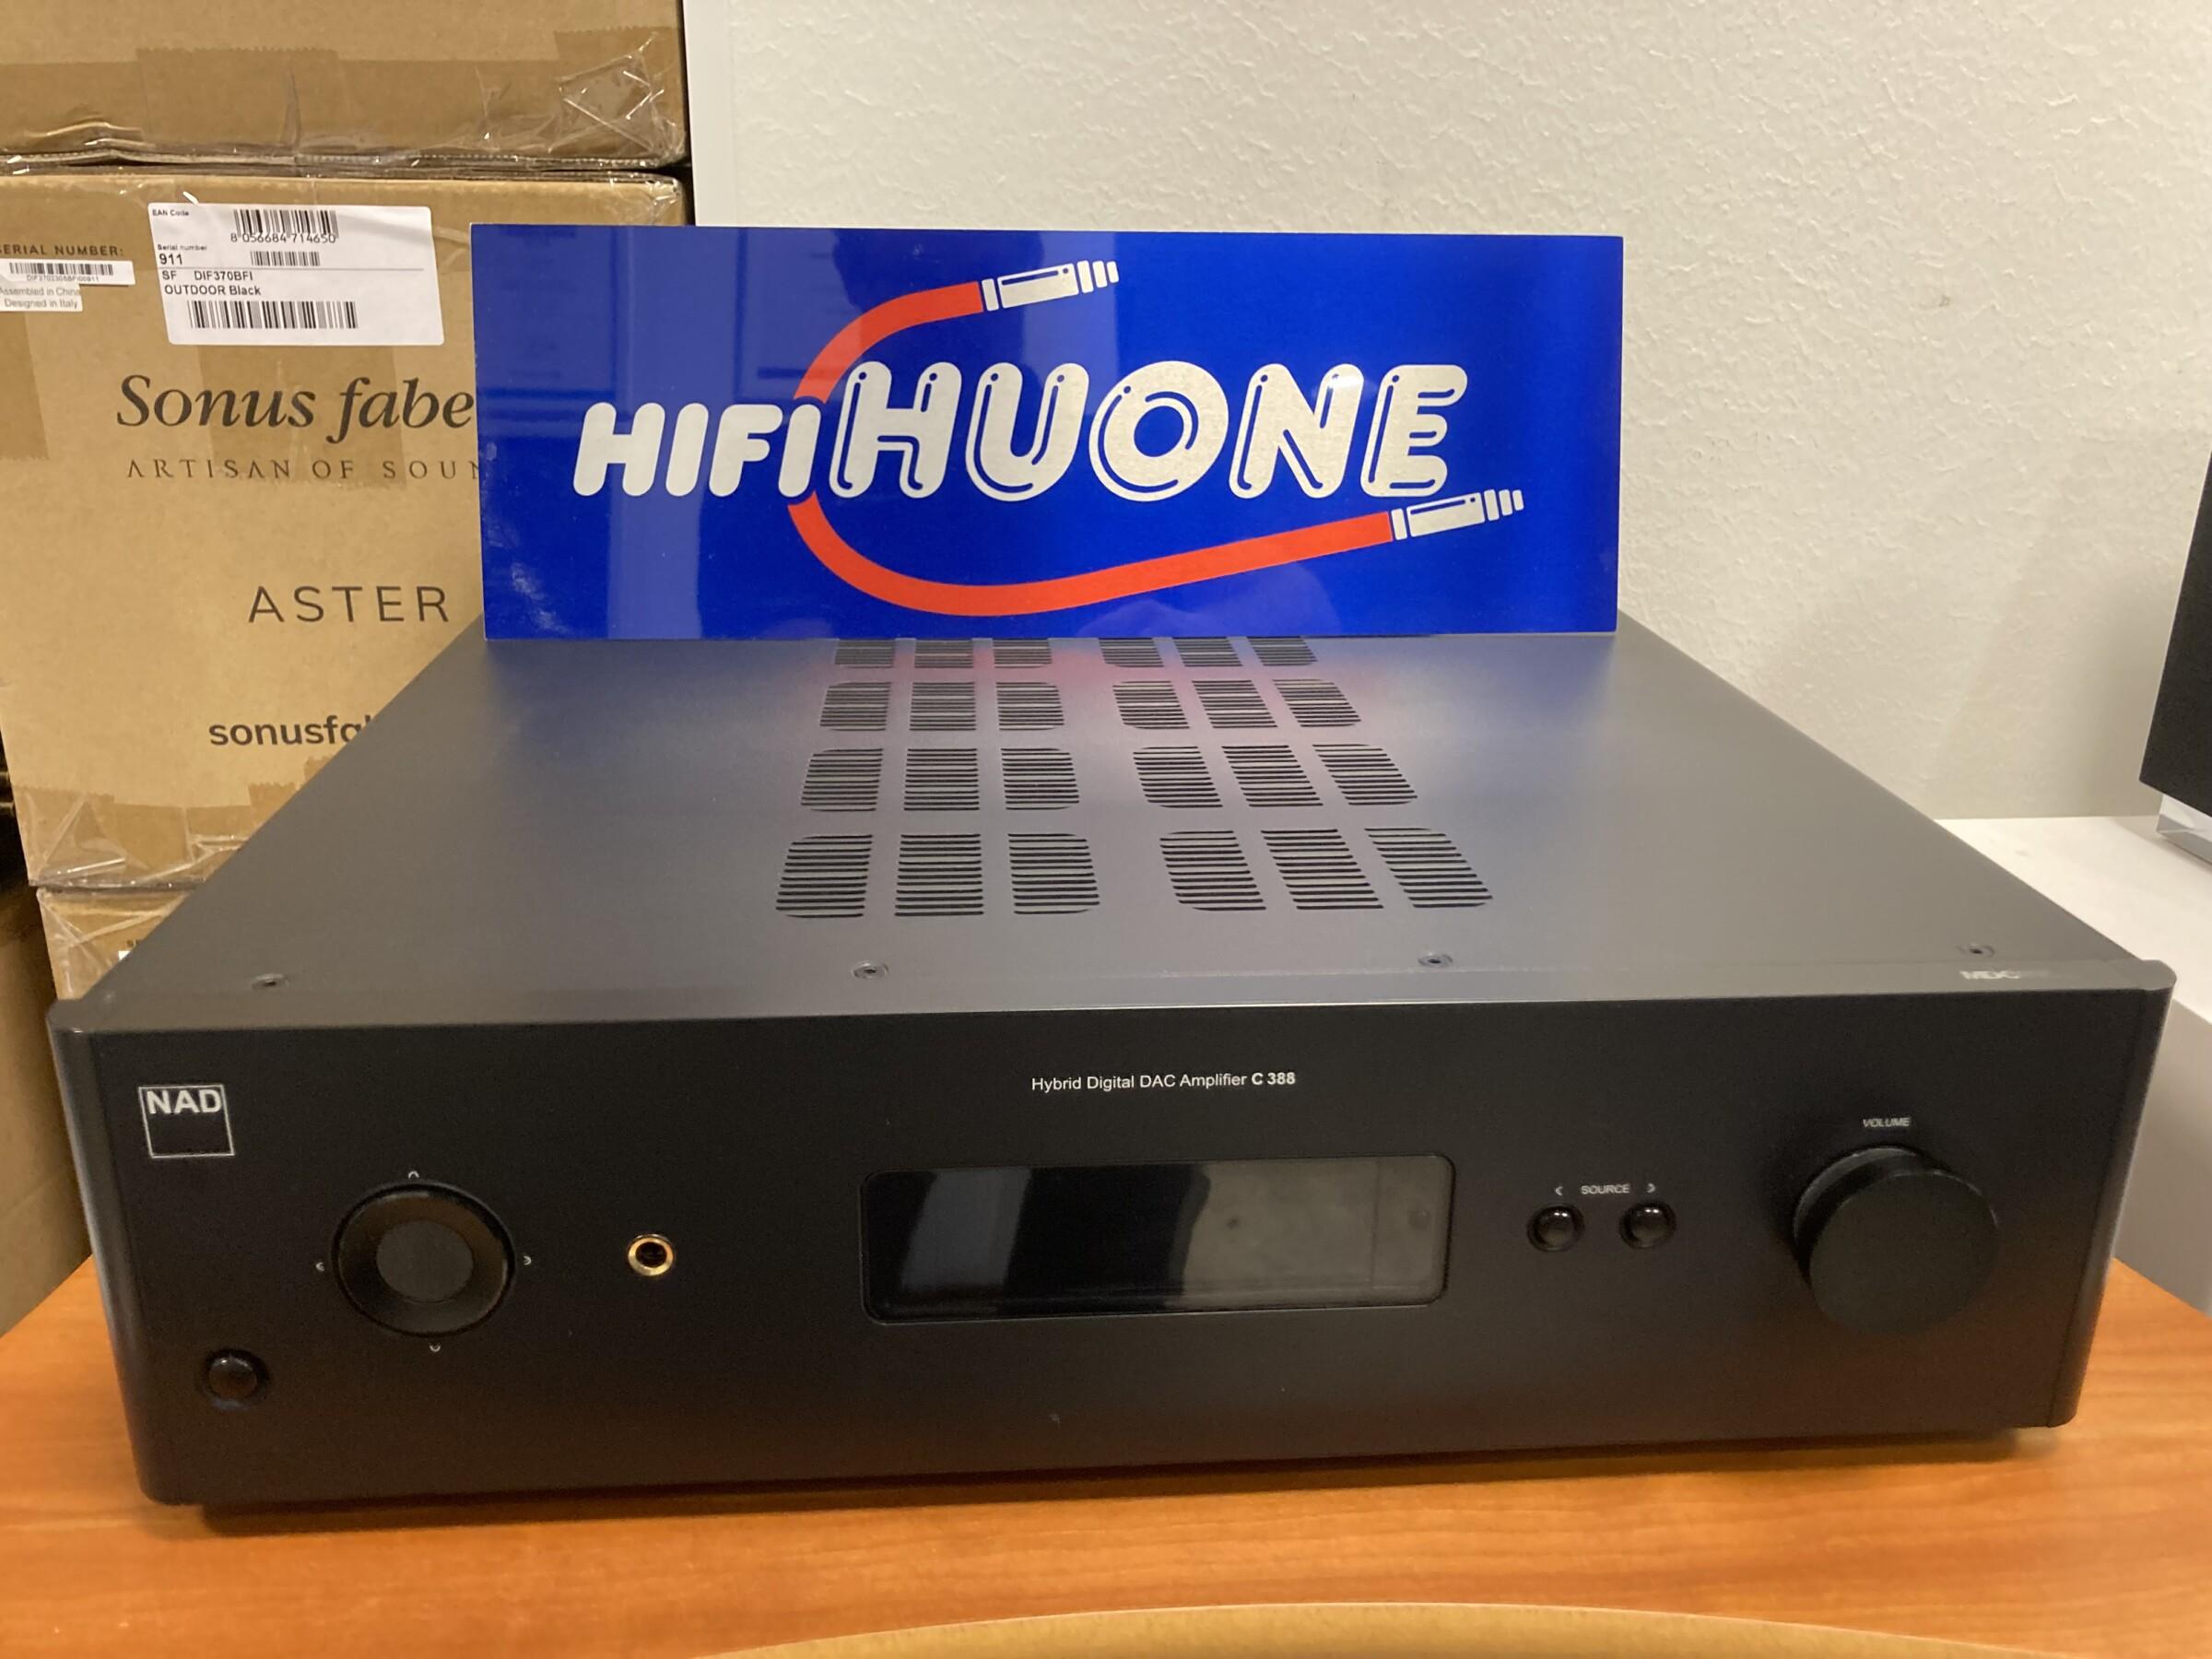 EAN Code
8 056684 714650
SERIAL NUMBER:
Serial number
911
SF DIF370BFI
OUTDOOR Black
Assembled in China
Designed in Italy
Sonus fabe
ARTISAN OF SOUN
ASTER
sonusfa
HIFIHUONE
MDC
Hybrid Digital DAC Amplifier C 388
NAD
VOLUME
< SOURCE >